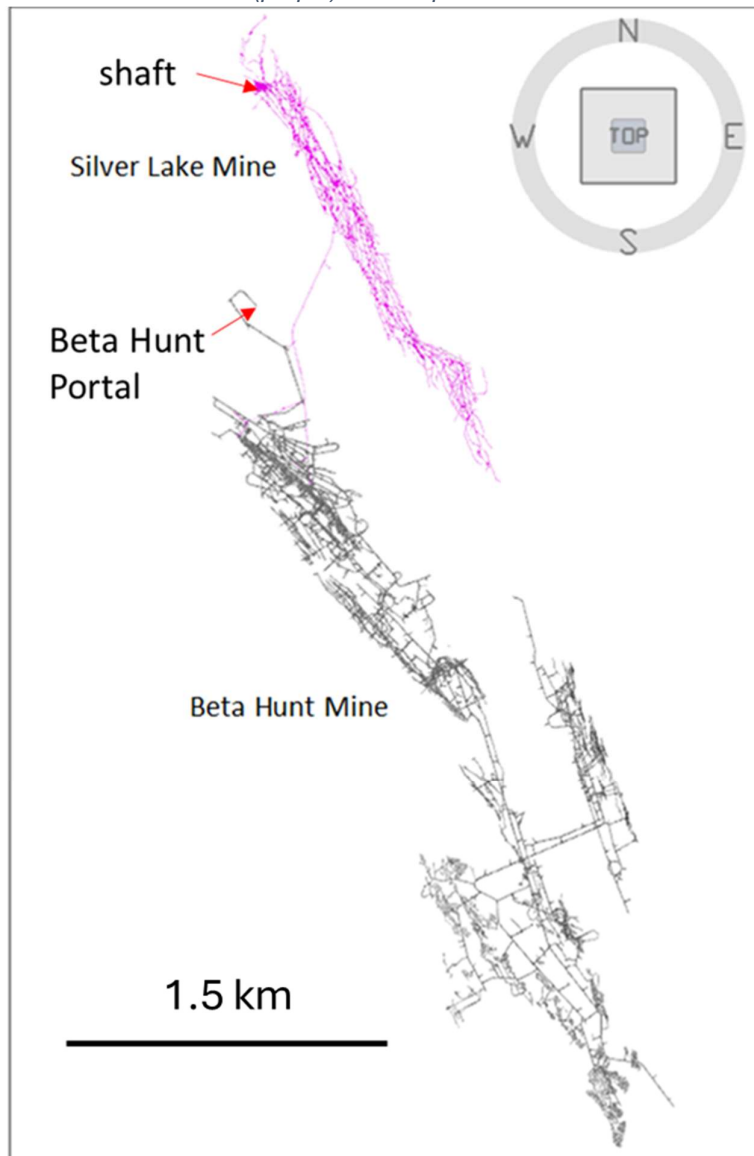 N
shaft
W
TOP
E
Silver Lake Mine
S
Beta Hunt
Portal
Beta Hunt Mine
1.5 km